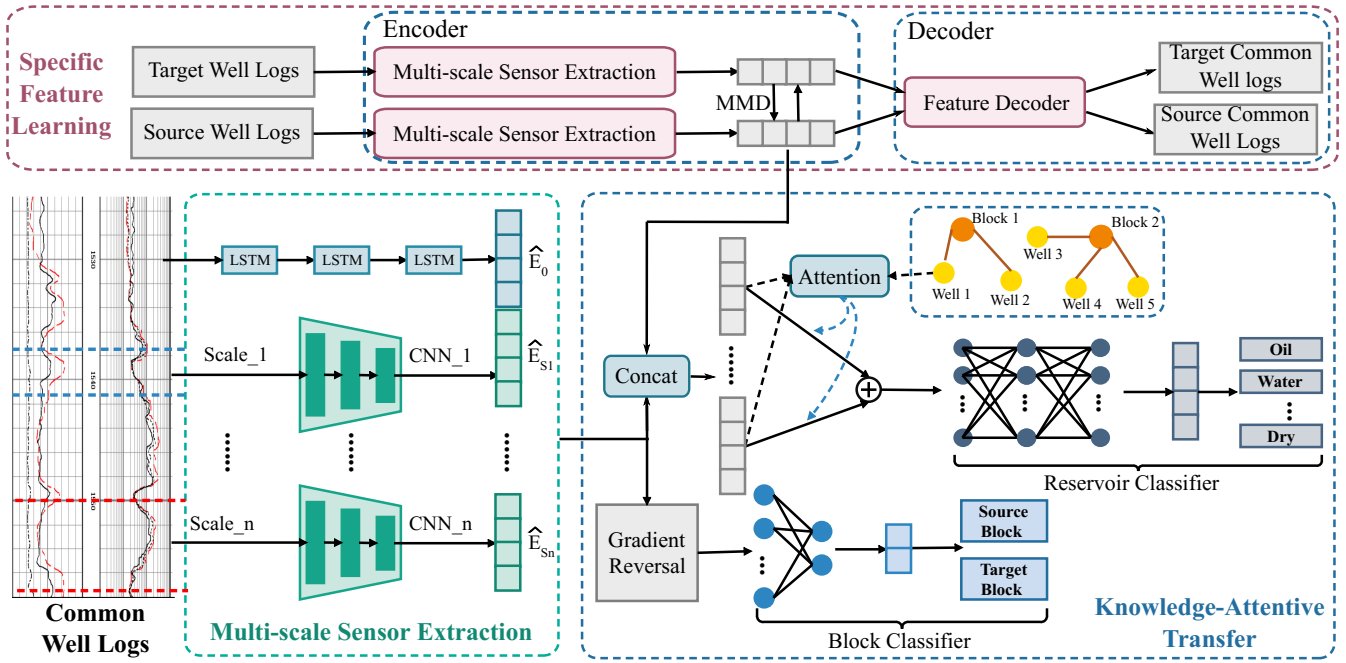 Specific
Feature
Learning
Encoder
Decoder
Target Well Logs
Multi-scale Sensor Extraction
MMD
Source Well Logs
Multi-scale Sensor Extraction
Feature Decoder
Target Common
Well logs
Source Common
Well Logs
1530
1540
LSTM
LSTM
LSTM
Ê0
Scale_1
CNN_1
ÊS1
Scale_n
CNN_n
ÊSn
Common
Well Logs
Multi-scale Sensor Extraction
Attention
Block 1
Block 2
Well 3
Well 1
Well 2
Well 4
Well 5
Concat
Oil
Water
Dry
Reservoir Classifier
Gradient
Reversal
Source
Block
Target
Block
Block Classifier
Knowledge-Attentive
Transfer